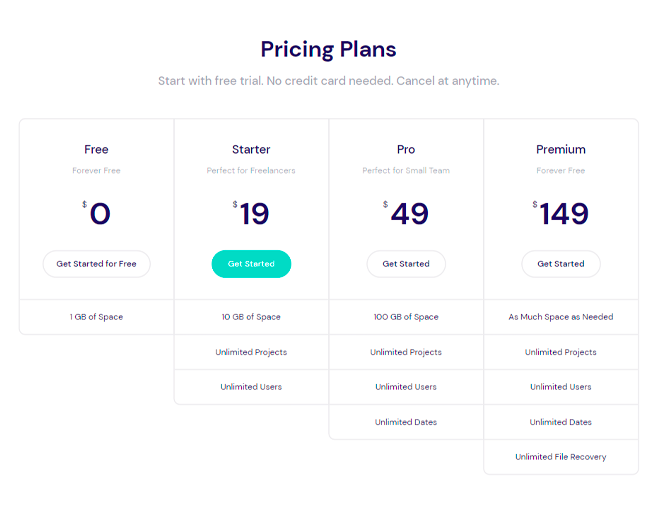 Pricing Plans
Start with free trial. No credit card needed. Cancel at anytime.
Free
Forever Free
$0
Get Started for Free
1 GB of Space
Starter
Perfect for Freelancers
$19
Get Started
10 GB of Space
Unlimited Projects
Unlimited Users
Pro
Perfect for Small Team
$49
Get Started
100 GB of Space
Unlimited Projects
Unlimited Users
Unlimited Dates
Premium
Forever Free
$149
Get Started
As Much Space as Needed
Unlimited Projects
Unlimited Users
Unlimited Dates
Unlimited File Recovery